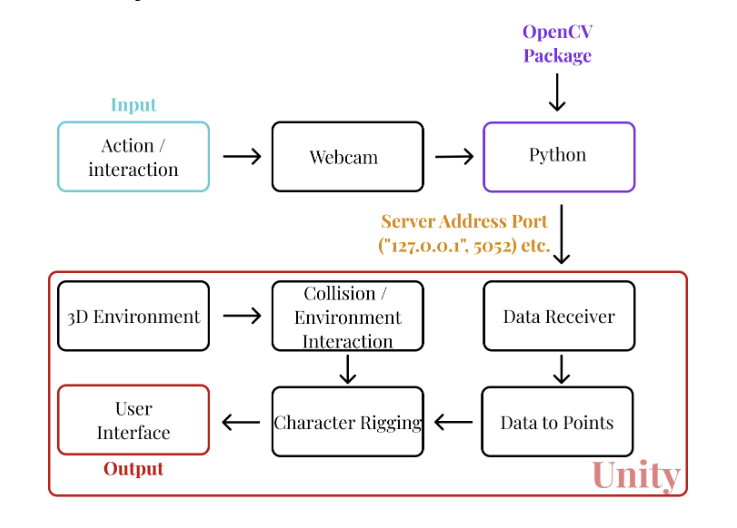 OpenCV
Package
Input
Action /
interaction
Webcam
Python
Server Address Port
("127.0.0.1", 5052) etc.
3D Environment
Collision /
Environment
Interaction
Data Receiver
User
Interface
Character Rigging
Data to Points
Output
Unity